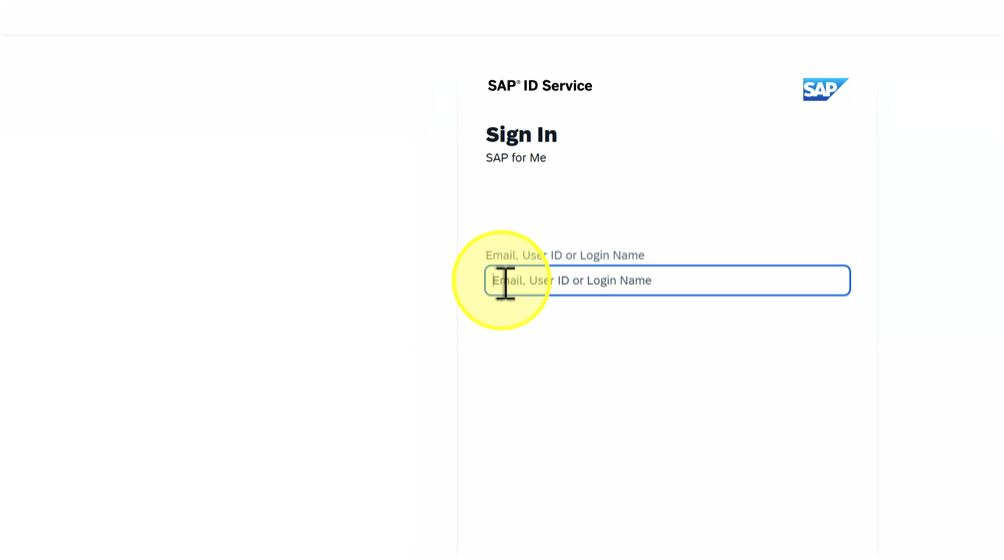 SAP® ID Service
SAP
Sign In
SAP for Me
Email, User ID or Login Name
Email, User ID or Login Name